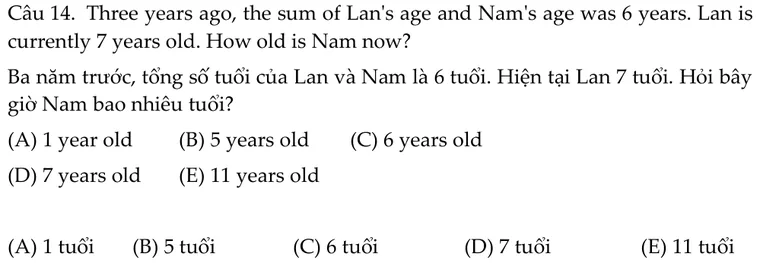 Câu 14. Three years ago, the sum of Lan's age and Nam's age was 6 years. Lan is
currently 7 years old. How old is Nam now?
Ba năm trước, tổng số tuổi của Lan và Nam là 6 tuổi. Hiện tại Lan 7 tuổi. Hỏi bây
giờ Nam bao nhiêu tuổi?
(A) 1 year old (B) 5 years old (C) 6 years old
(D) 7 years old (E) 11 years old
(A) 1 tuổi (B) 5 tuổi (C) 6 tuổi (D) 7 tuổi (E) 11 tuổi